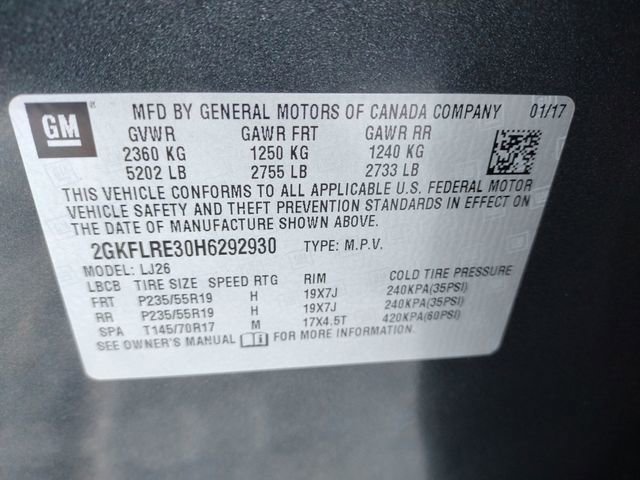 GM ® MFD BY GENERAL MOTORS OF CANADA COMPANY 01/17
GVWR GAWR FRT GAWR RR
2360 KG 1250 KG 1240 KG
5202 LB 2755 LB 2733 LB
THIS VEHICLE CONFORMS TO ALL APPLICABLE U.S. FEDERAL MOTOR
VEHICLE SAFETY AND THEFT PREVENTION STANDARDS IN EFFECT ON
THE DATE OF MANUFACTURE SHOWN ABOVE.
2GKFLRE30H6292930 TYPE: M.P.V.
MODEL: LJ26
LBCB TIRE SIZE SPEED RTG RIM COLD TIRE PRESSURE
FRT P235/55R19 H 19X7J 240KPA(35PSI)
RR P235/55R19 H 19X7J 240KPA(35PSI)
SPA T145/70R17 M 17X4.5T 420KPA(60PSI)
SEE OWNER'S MANUAL FOR MORE INFORMATION.